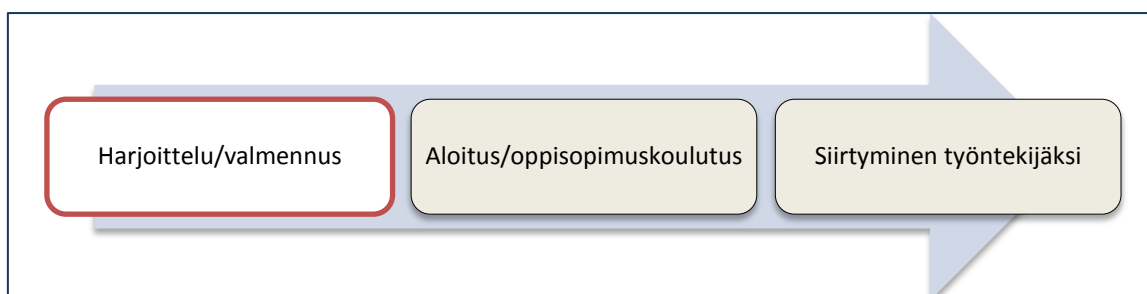 Harjoittelu/valmennus
Aloitus/oppisopimuskoulutus
Siirtyminen työntekijäksi